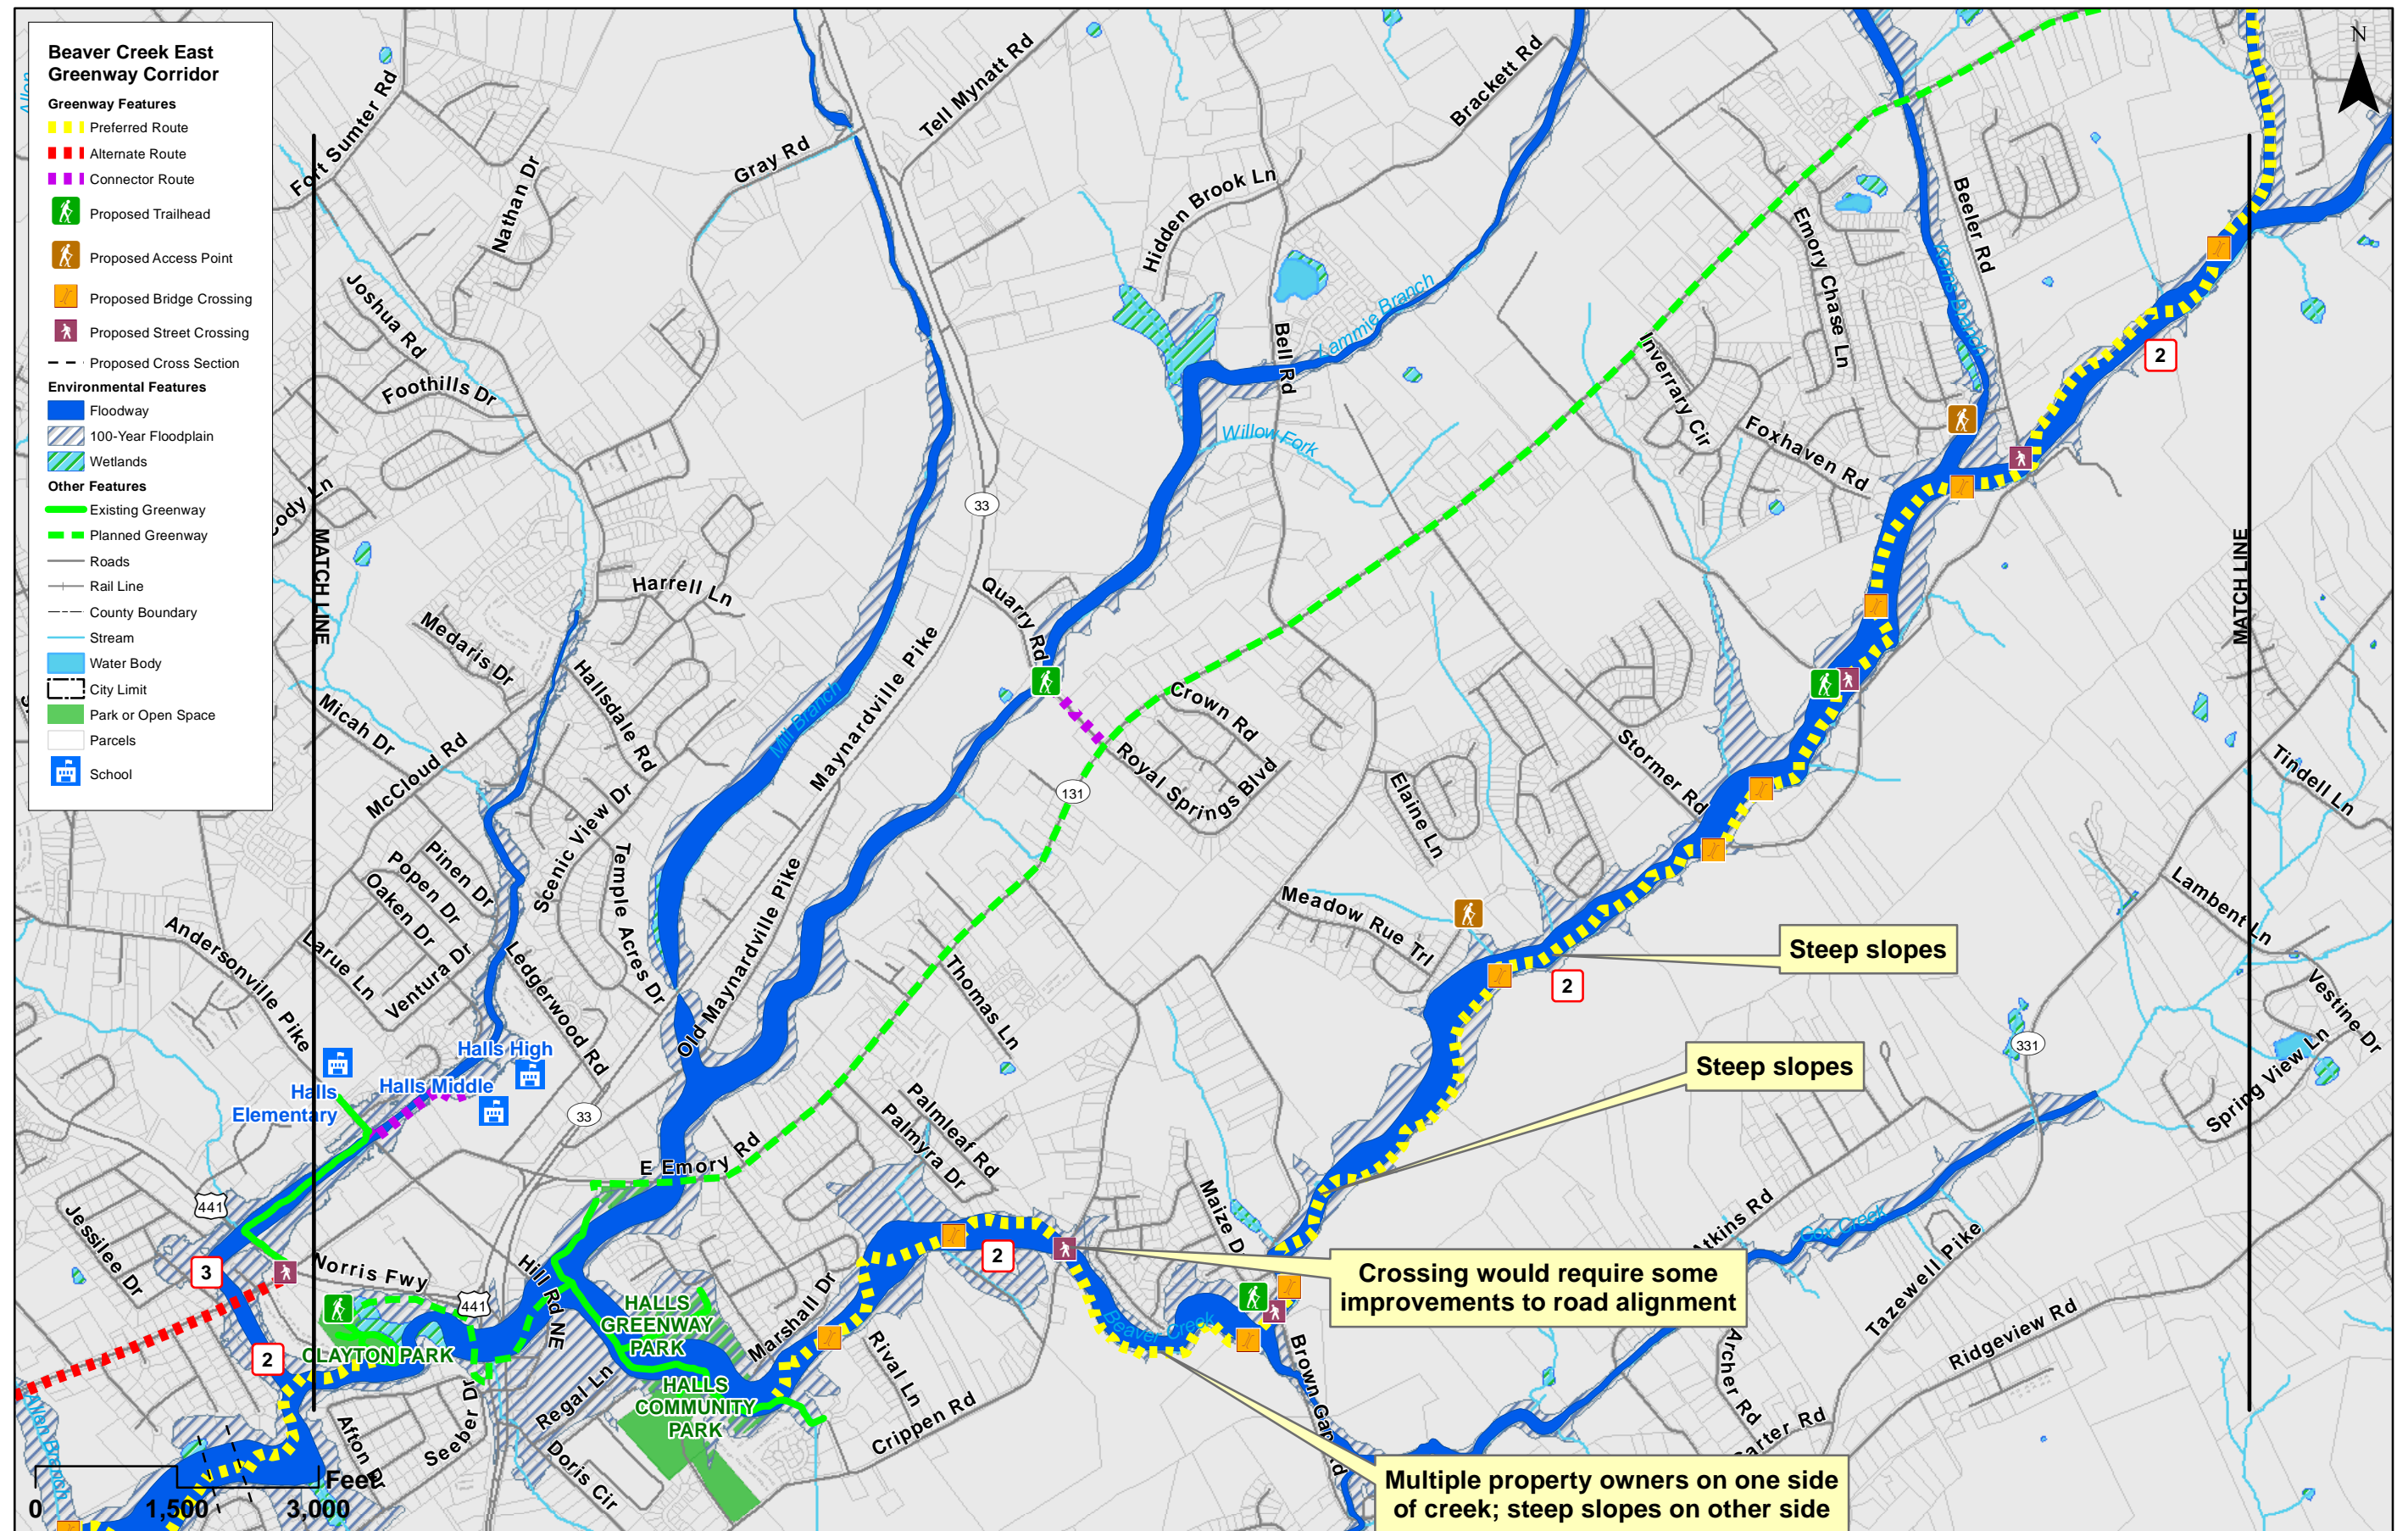 Beaver Creek East
Greenway Corridor
Greenway Features
Preferred Route
Alternate Route
Connector Route
Proposed Trailhead
Proposed Access Point
Proposed Bridge Crossing
Proposed Street Crossing
Proposed Cross Section
Environmental Features
Floodway
100-Year Floodplain
Wetlands
Other Features
Existing Greenway
Planned Greenway
Roads
Rail Line
County Boundary
Stream
Water Body
City Limit
Park or Open Space
Parcels
School
N
Fort Sumter Rd
Nathan Dr
Gray Rd
Tell Mynatt Rd
Brackett Rd
Hidden Brook Ln
Bell Rd
Lammie Branch
Willow Fork
Emory Chase Ln
Beeler Rd
Inverrary Cir
Foxhaven Rd
2
Joshua Rd
Foothills Dr
Cody Ln
MATCH LINE
MATCH LINE
33
Harrell Ln
Quarry Rd
Medaris Dr
Hallsdale Rd
Micah Dr
McCloud Rd
Mill Branch
Maynardville Pike
Crown Rd
Royal Springs Blvd
131
Stormer Rd
Elaine Ln
Tindell Ln
Scenic View Dr
Temple Acres Dr
Pinen Dr
Popen Dr
Oaken Dr
Larue Ln
Ventura Dr
Ledgerwood Rd
Old Maynardville Pike
Andersonville Pike
Meadow Rue Trl
Thomas Ln
Lambent Ln
Vestine Dr
Spring View Ln
Steep slopes
2
Steep slopes
331
Halls High
Halls Middle
Halls
Elementary
33
Palmleaf Rd
Palmyra Dr
E Emory Rd
Maize D
441
Jessilee Dr
3
Norris Fwy
441
Hill Rd NE
2
Atkins Rd
Cox Creek
Tazewell Pike
Ridgeview Rd
Crossing would require some
improvements to road alignment
HALLS
GREENWAY
PARK
Marshall Dr
Beaver Creek
CLAYTON PARK
2
HALLS
COMMUNITY
PARK
Rival Ln
Regal Ln
Crippen Rd
Brown Gap Rd
Archer Rd
Carter Rd
Seeber Dr
Afton Dr
Doris Cir
Multiple property owners on one side
of creek; steep slopes on other side
Feet
0 1,500 3,000